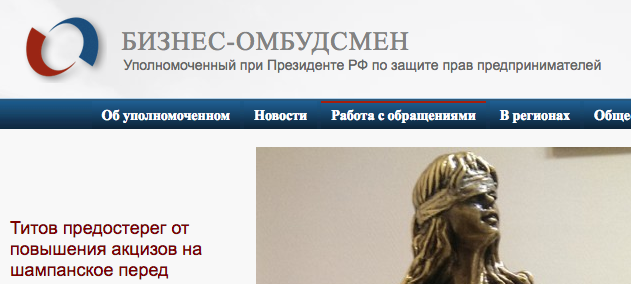 БИЗНЕС-ОМБУДСМЕН
Уполномоченный при Президенте РФ по защите прав предпринимателей
Об уполномоченном Новости Работа с обращениями В регионах Обще
Титов предостерег от
повышения акцизов на
шампанское перед